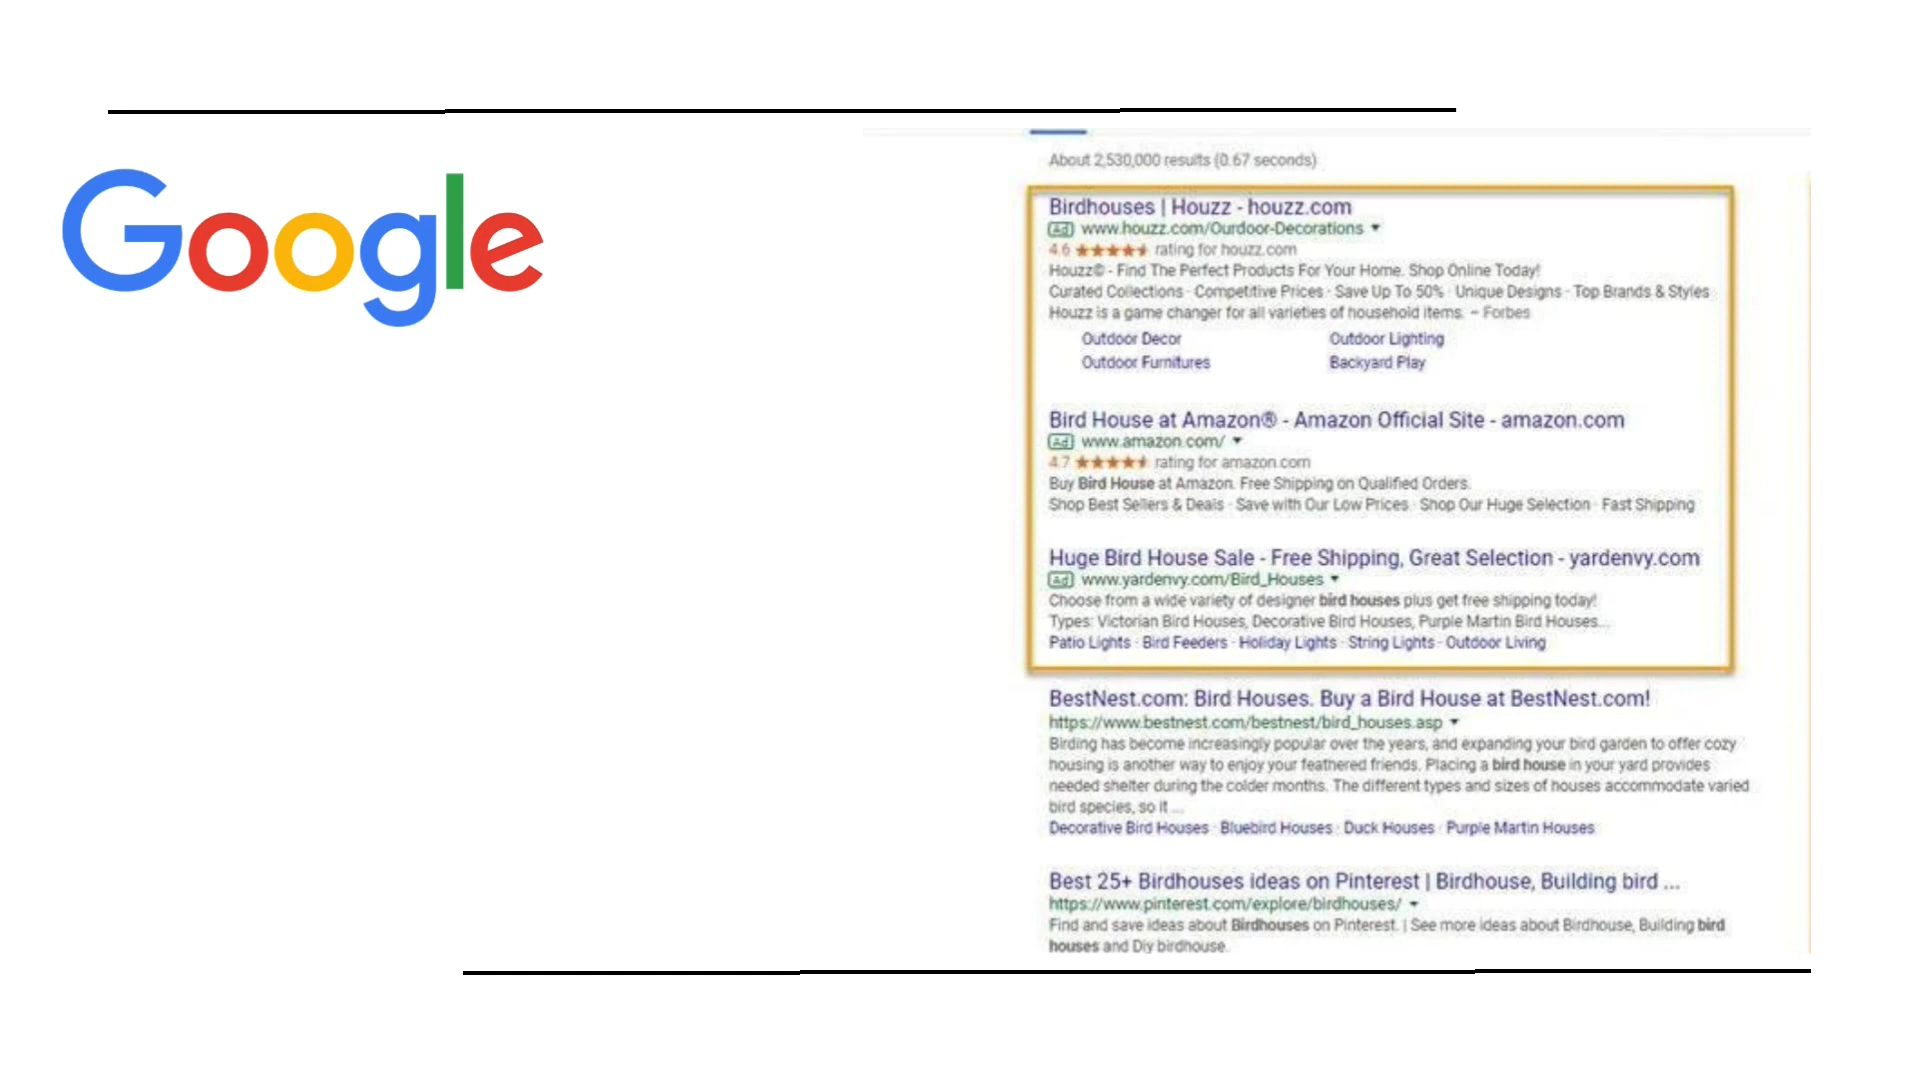 Google
About 2,530,000 results (0.67 seconds)
Birdhouses | Houzz - houzz.com
Ad www.houzz.com/Ourdoor-Decorations
4.6 ★★★★★ rating for houzz.com
Houzz© - Find The Perfect Products For Your Home. Shop Online Today!
Curated Collections · Competitive Prices · Save Up To 50% · Unique Designs · Top Brands & Styles
Houzz is a game changer for all varieties of household items. – Forbes
Outdoor Decor Outdoor Lighting
Outdoor Furnitures Backyard Play
Bird House at Amazon® - Amazon Official Site - amazon.com
Ad www.amazon.com/
4.7 ★★★★★ rating for amazon.com
Buy Bird House at Amazon. Free Shipping on Qualified Orders.
Shop Best Sellers & Deals · Save with Our Low Prices · Shop Our Huge Selection · Fast Shipping
Huge Bird House Sale - Free Shipping, Great Selection - yardenvy.com
Ad www.yardenvy.com/Bird_Houses
Choose from a wide variety of designer bird houses plus get free shipping today!
Types: Victorian Bird Houses, Decorative Bird Houses, Purple Martin Bird Houses...
Patio Lights · Bird Feeders · Holiday Lights · String Lights · Outdoor Living
BestNest.com: Bird Houses. Buy a Bird House at BestNest.com!
https://www.bestnest.com/bestnest/bird_houses.asp
Birding has become increasingly popular over the years, and expanding your bird garden to offer cozy
housing is another way to enjoy your feathered friends. Placing a bird house in your yard provides
needed shelter during the colder months. The different types and sizes of houses accommodate varied
bird species, so it ...
Decorative Bird Houses · Bluebird Houses · Duck Houses · Purple Martin Houses
Best 25+ Birdhouses ideas on Pinterest | Birdhouse, Building bird ...
https://www.pinterest.com/explore/birdhouses/
Find and save ideas about Birdhouses on Pinterest. | See more ideas about Birdhouse, Building bird
houses and Diy birdhouse.